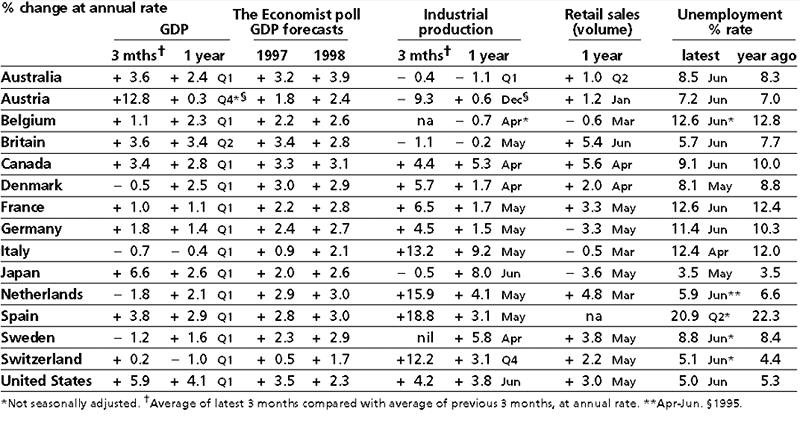 % change at annual rate
GDP The Economist poll GDP forecasts Industrial production Retail sales (volume) Unemployment % rate
3 mths† 1 year 1997 1998 3 mths† 1 year 1 year latest year ago
Australia + 3.6 + 2.4 Q1 + 3.2 + 3.9 − 0.4 − 1.1 Q1 + 1.0 Q2 8.5 Jun 8.3
Austria +12.8 + 0.3 Q4*§ + 1.8 + 2.4 − 9.3 + 0.6 Dec§ + 1.2 Jan 7.2 Jun 7.0
Belgium + 1.1 + 2.3 Q1 + 2.2 + 2.6 na − 0.7 Apr* − 0.6 Mar 12.6 Jun* 12.8
Britain + 3.6 + 3.4 Q2 + 3.4 + 2.8 − 1.1 − 0.2 May + 5.4 Jun 5.7 Jun 7.7
Canada + 3.4 + 2.8 Q1 + 3.3 + 3.1 + 4.4 + 5.3 Apr + 5.6 Apr 9.1 Jun 10.0
Denmark − 0.5 + 2.5 Q1 + 3.0 + 2.9 + 5.7 + 1.7 Apr + 2.0 Apr 8.1 May 8.8
France + 1.0 + 1.1 Q1 + 2.2 + 2.8 + 6.5 + 1.7 May + 3.3 May 12.6 Jun 12.4
Germany + 1.8 + 1.4 Q1 + 2.4 + 2.7 + 4.5 + 1.5 May − 3.3 May 11.4 Jun 10.3
Italy − 0.7 − 0.4 Q1 + 0.9 + 2.1 +13.2 + 9.2 May − 0.5 Mar 12.4 Apr 12.0
Japan + 6.6 + 2.6 Q1 + 2.0 + 2.6 − 0.5 + 8.0 Jun − 3.6 May 3.5 May 3.5
Netherlands − 1.8 + 2.1 Q1 + 2.9 + 3.0 +15.9 + 4.1 May + 4.8 Mar 5.9 Jun** 6.6
Spain + 3.8 + 2.9 Q1 + 2.8 + 3.0 +18.8 + 3.1 May na 20.9 Q2* 22.3
Sweden − 1.2 + 1.6 Q1 + 2.3 + 2.9 nil + 5.8 Apr + 3.8 May 8.8 Jun* 8.4
Switzerland + 0.2 − 1.0 Q1 + 0.5 + 1.7 +12.2 + 3.1 Q4 + 2.2 May 5.1 Jun* 4.4
United States + 5.9 + 4.1 Q1 + 3.5 + 2.3 + 4.2 + 3.8 Jun + 3.0 May 5.0 Jun 5.3
*Not seasonally adjusted. †Average of latest 3 months compared with average of previous 3 months, at annual rate. **Apr-Jun. §1995.